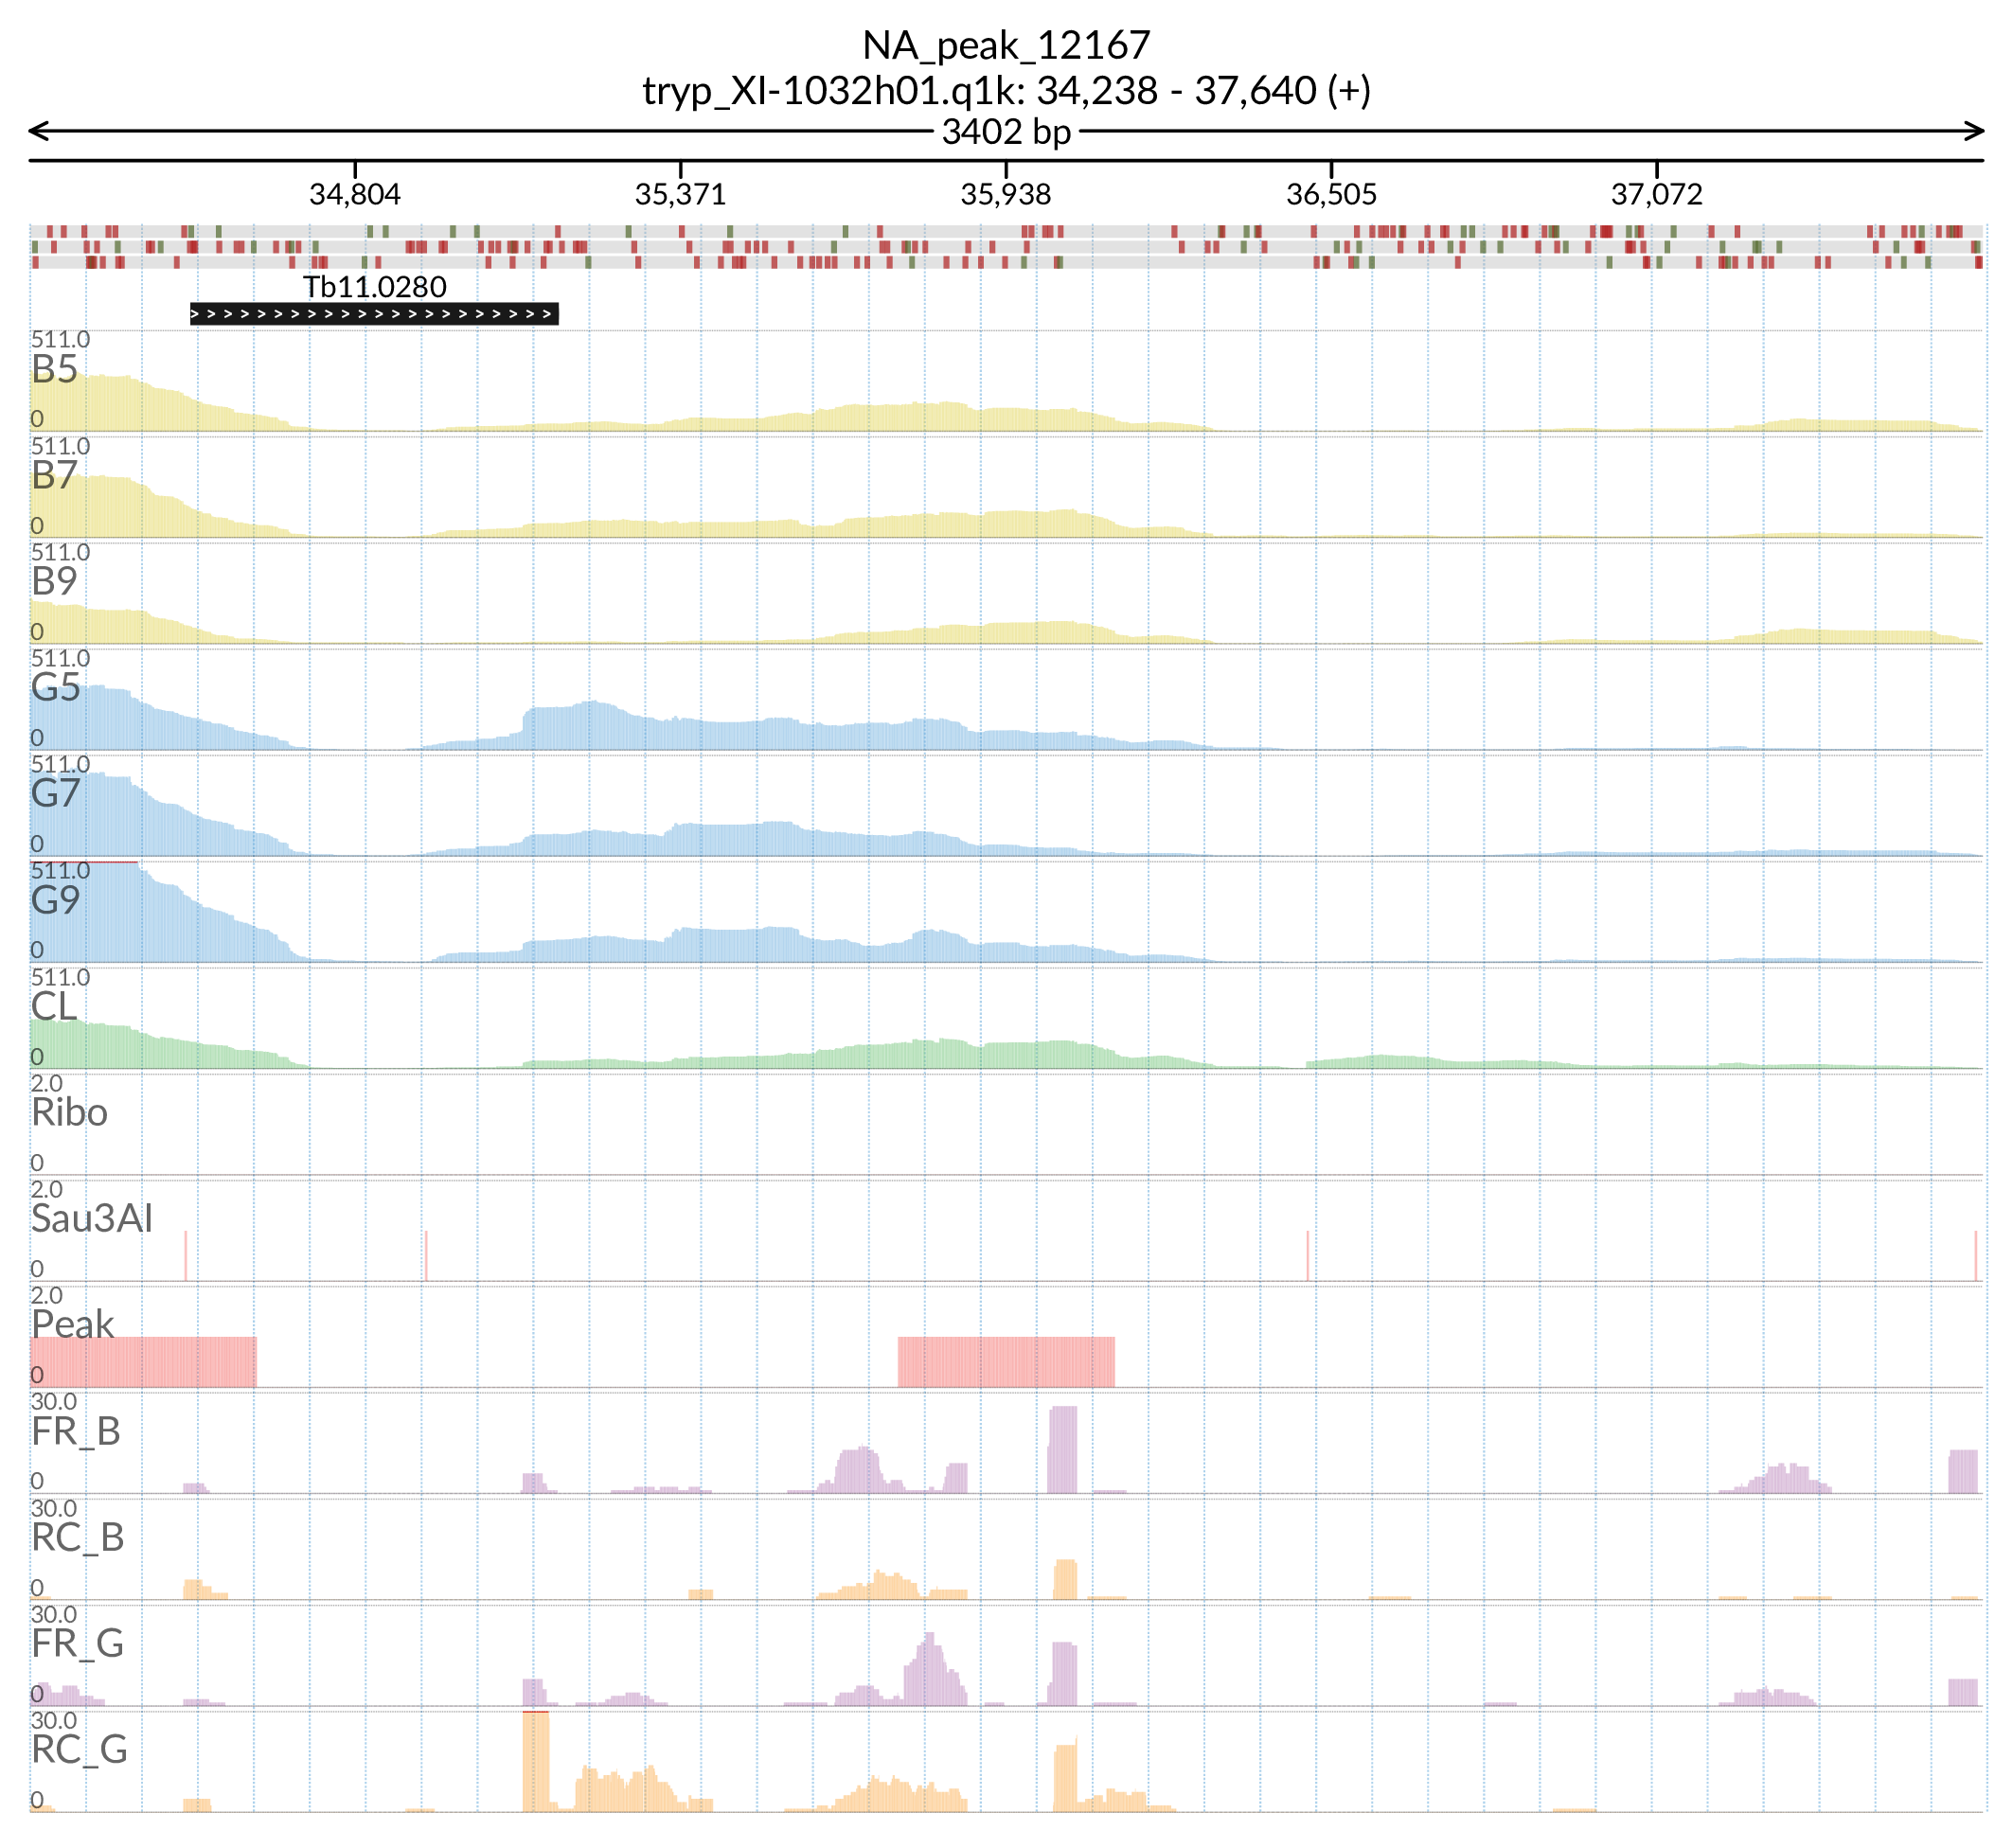 NA_peak_12167
tryp_XI-1032h01.q1k: 34,238 - 37,640 (+)
3402 bp
34,804 35,371 35,938 36,505 37,072
Tb11.0280
511.0
B5
0
511.0
B7
0
511.0
B9
0
511.0
G5
0
511.0
G7
0
511.0
G9
0
511.0
CL
0
2.0
Ribo
0
2.0
Sau3AI
0
2.0
Peak
0
30.0
FR_B
0
30.0
RC_B
0
30.0
FR_G
0
30.0
RC_G
0